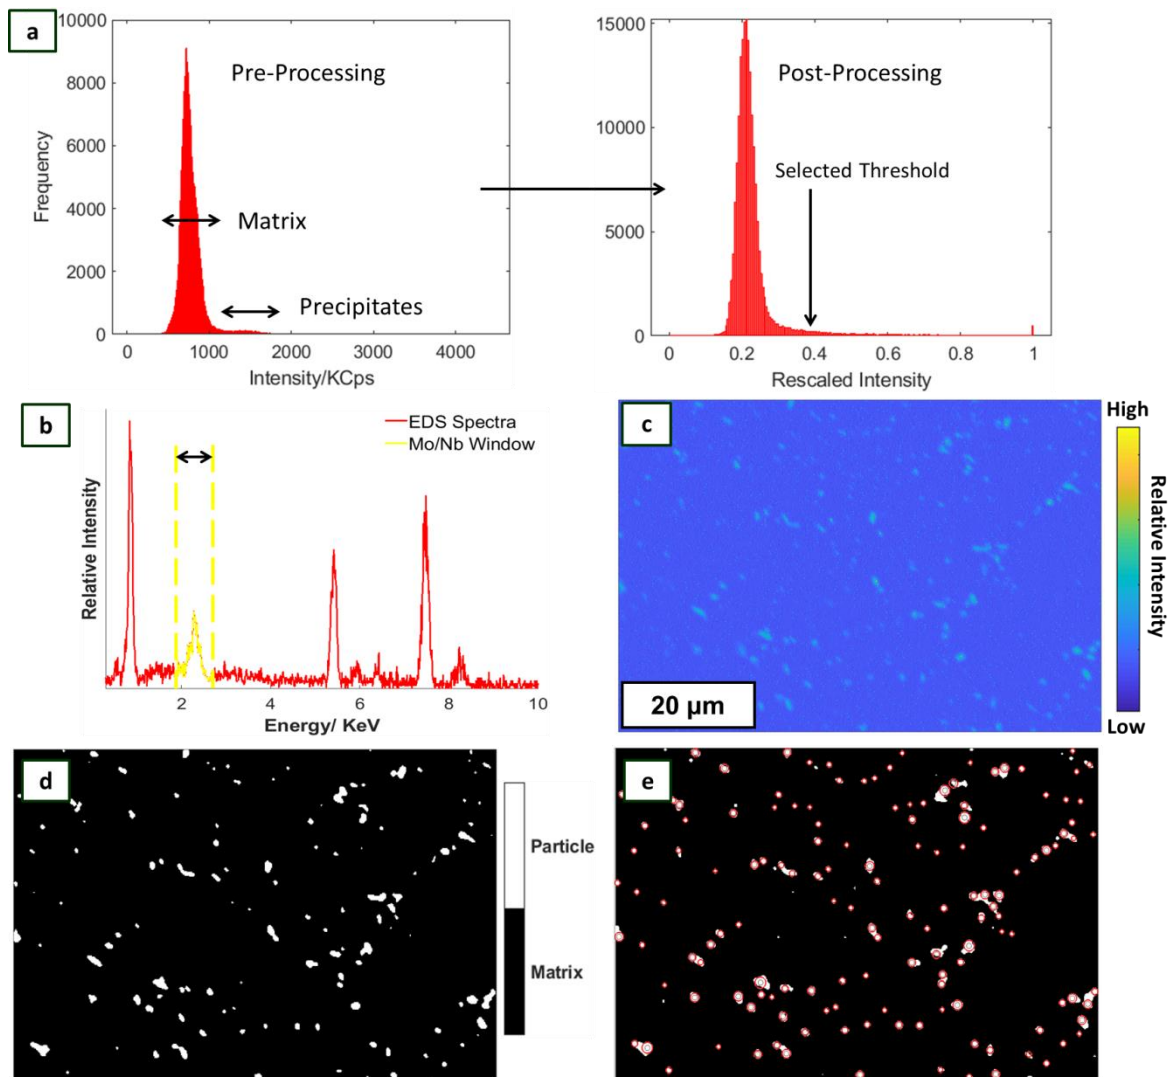 a
10000
8000
6000
4000
2000
0
Frequency
Pre-Processing
Matrix
Precipitates
0
1000
2000
3000
4000
Intensity/KCps
15000
10000
5000
0
Post-Processing
Selected Threshold
0
0.2
0.4
0.6
0.8
1
Rescaled Intensity
b
EDS Spectra
Mo/Nb Window
Relative Intensity
2
4
6
8
10
Energy/ KeV
c
20 µm
High
Relative Intensity
Low
d
Particle
Matrix
e